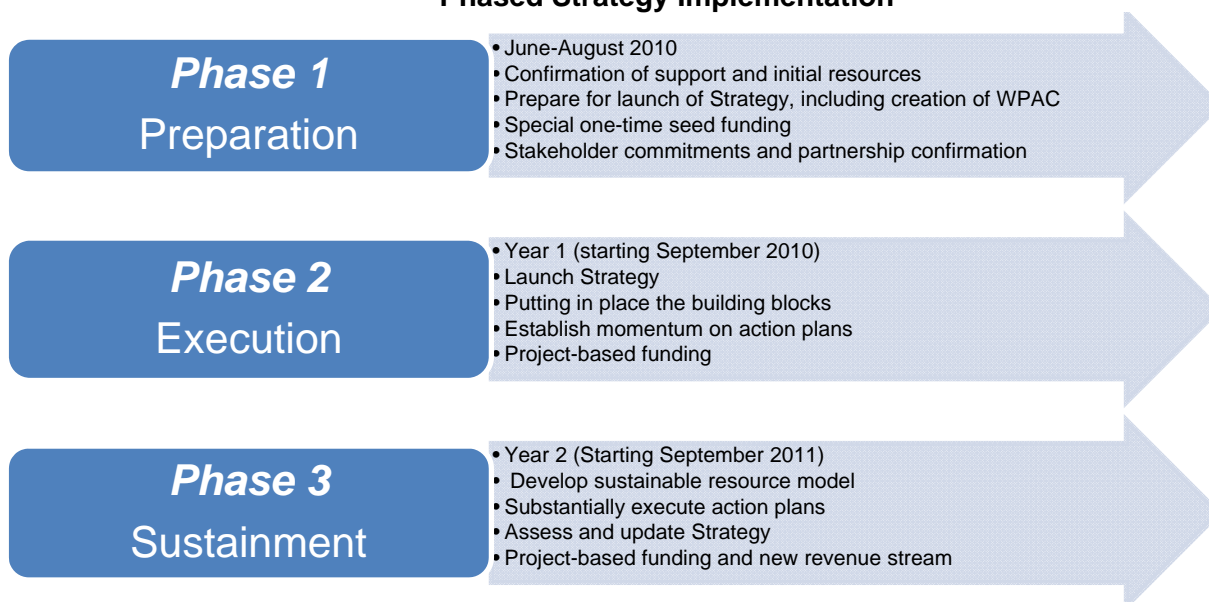 Phased Strategy Implementation
Phase 1
Preparation
• June-August 2010
• Confirmation of support and initial resources
• Prepare for launch of Strategy, including creation of WPAC
• Special one-time seed funding
• Stakeholder commitments and partnership confirmation
Phase 2
Execution
• Year 1 (starting September 2010)
• Launch Strategy
• Putting in place the building blocks
• Establish momentum on action plans
• Project-based funding
Phase 3
Sustainment
• Year 2 (Starting September 2011)
• Develop sustainable resource model
• Substantially execute action plans
• Assess and update Strategy
• Project-based funding and new revenue stream